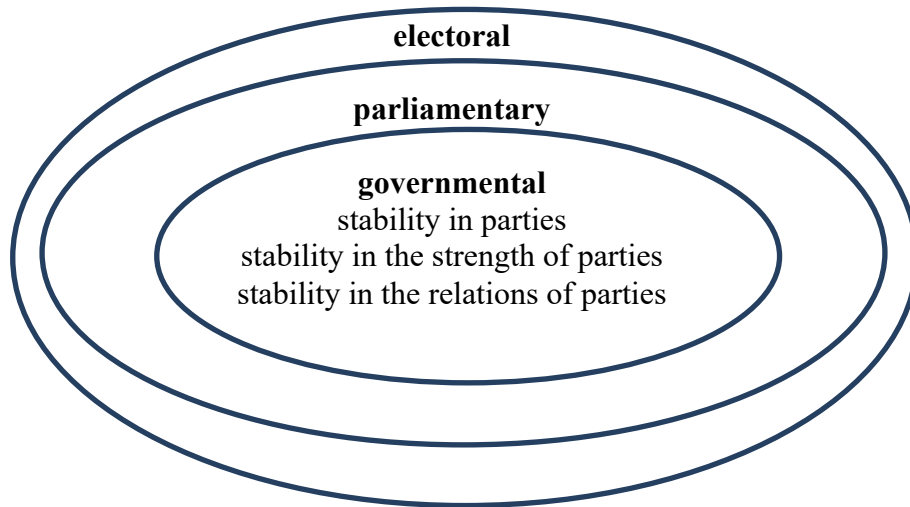 electoral
parliamentary
governmental
stability in parties
stability in the strength of parties
stability in the relations of parties